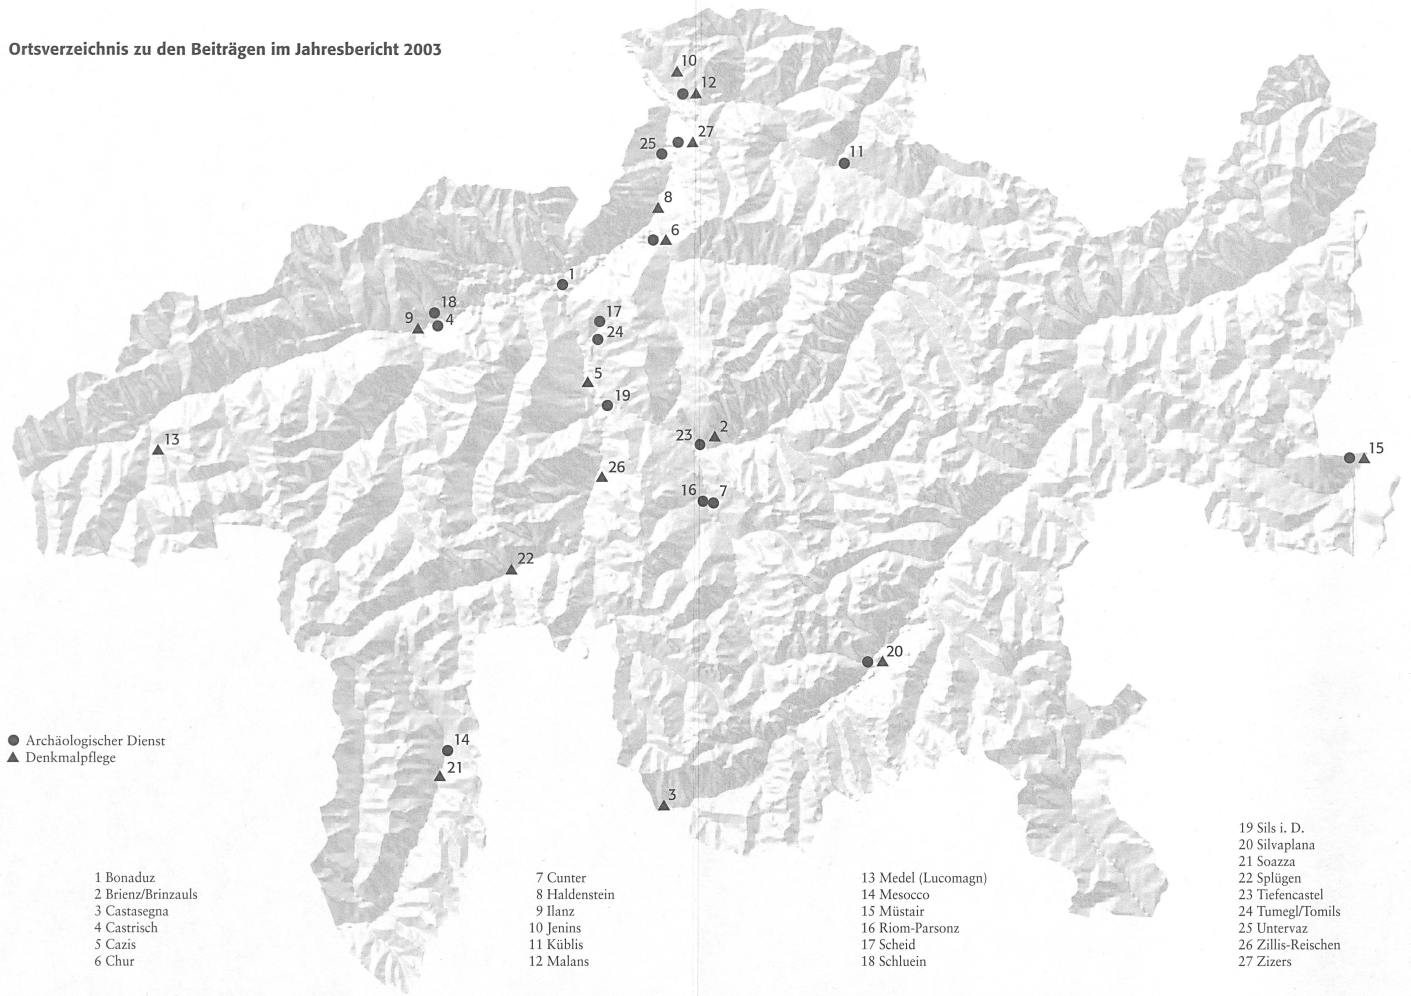 Ortsverzeichnis zu den Beiträgen im Jahresbericht 2003
10
12
27
25
11
8
6
1
18
9
4
17
24
5
19
13
23
2
15
26
16
7
22
20
14
21
3
Archäologischer Dienst
Denkmalpflege
1 Bonaduz
2 Brienz/Brinzauls
3 Castasegna
4 Castrisch
5 Cazis
6 Chur
7 Cunter
8 Haldenstein
9 Ilanz
10 Jenins
11 Küblis
12 Malans
13 Medel (Lucomagn)
14 Mesocco
15 Müstair
16 Riom-Parsonz
17 Scheid
18 Schluein
19 Sils i. D.
20 Silvaplana
21 Soazza
22 Splügen
23 Tiefencastel
24 Tumegl/Tomils
25 Untervaz
26 Zillis-Reischen
27 Zizers